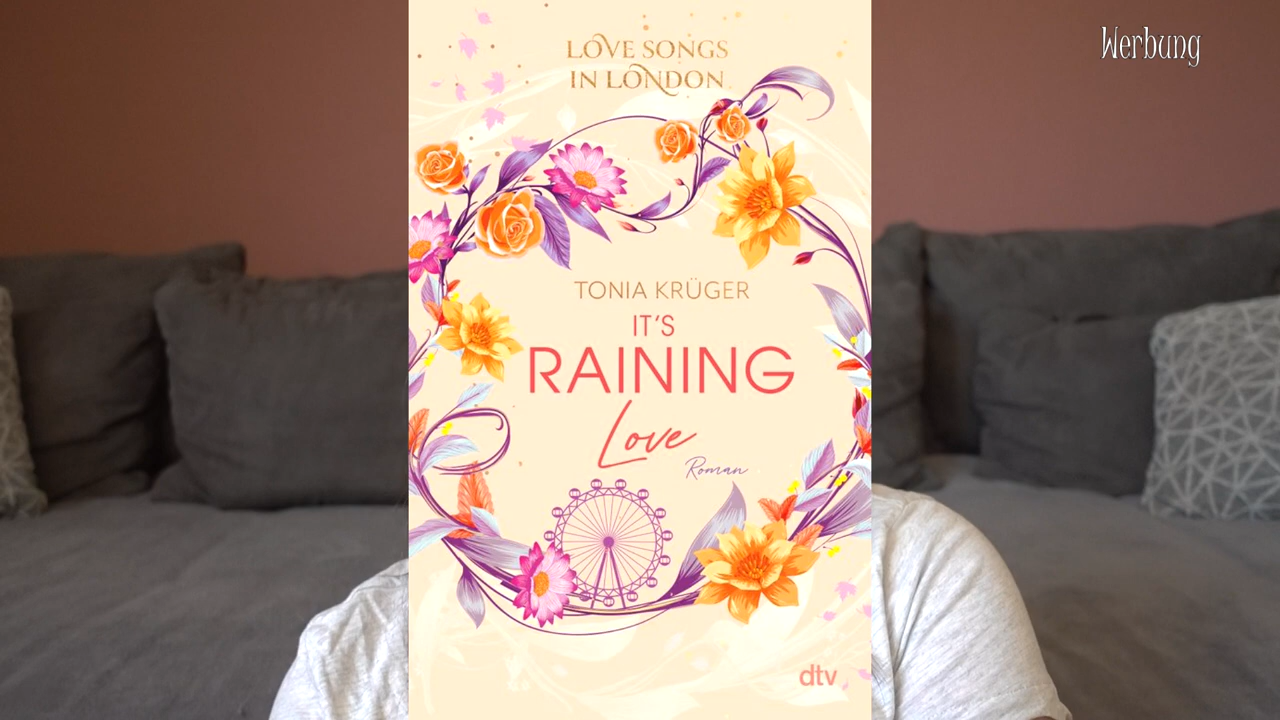 Werbung
LOVE SONGS
IN LONDON
TONIA KRÜGER
IT'S
RAINING
Love
Roman
dtv